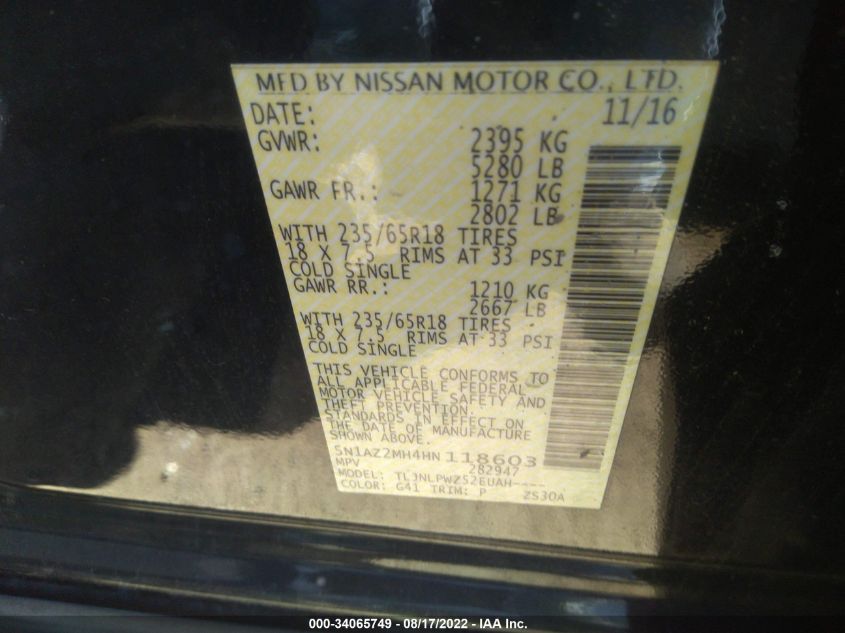 MFD BY NISSAN MOTOR CO., LTD.
DATE: 11/16
GVWR: 2395 KG
5280 LB
GAWR FR.: 1271 KG
2802 LB
WITH 235/65R18 TIRES
18 X 7.5 RIMS AT 33 PSI
COLD SINGLE
GAWR RR.: 1210 KG
2667 LB
WITH 235/65R18 TIRES
18 X 7.5 RIMS AT 33 PSI
COLD SINGLE
THIS VEHICLE CONFORMS TO
ALL APPLICABLE FEDERAL
MOTOR VEHICLE SAFETY AND
THEFT PREVENTION
STANDARDS IN EFFECT ON
THE DATE OF MANUFACTURE
SHOWN ABOVE.
5N1AZ2MH4HN 118603
MPV 282947
MODEL: TLJNLPWZ52EUAH----
COLOR: G41 TRIM: P ZS30A
000-34065749 - 08/17/2022 - IAA Inc.